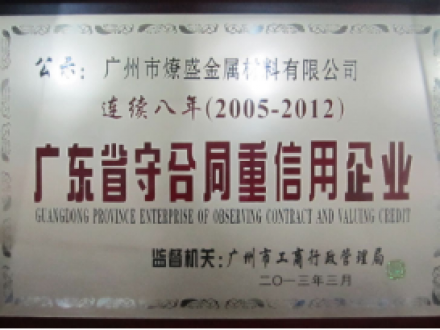 公示：广州市燎盛金属材料有限公司
连续八年(2005-2012)
广东省守合同重信用企业
GUANGDONG PROVINCE ENTERPRISE OF OBSERVING CONTRACT AND VALUING CREDIT
监督机关：广州市工商行政管理局
二〇一三年三月